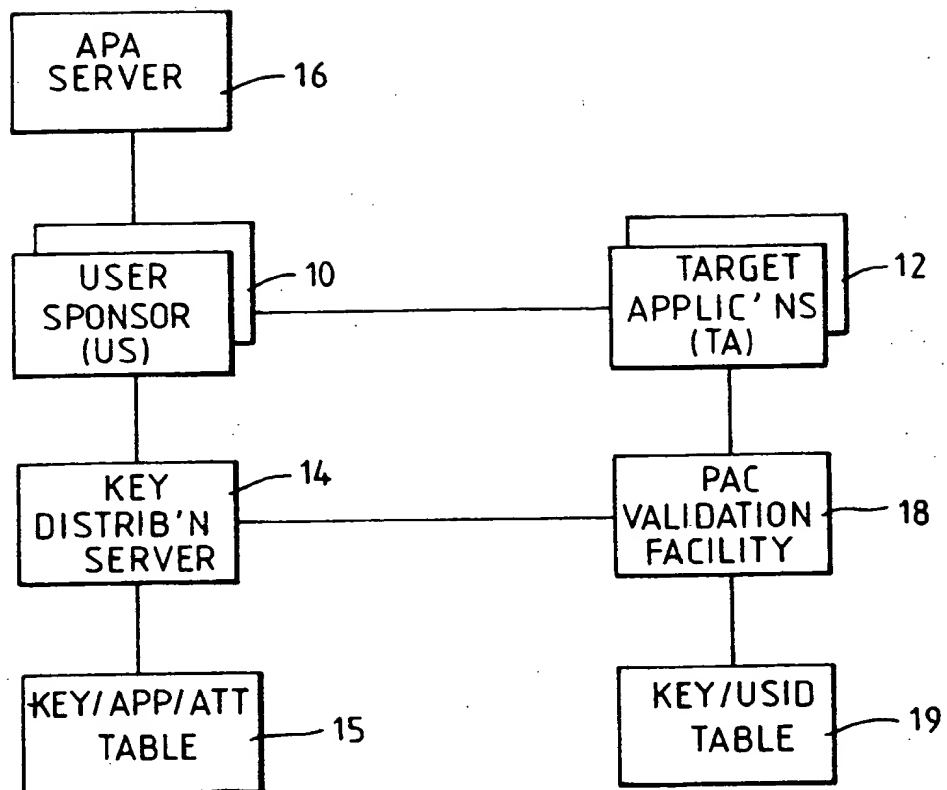 APA
SERVER
16
USER
SPONSOR
(US)
10
TARGET
APPLIC'NS
(TA)
12
KEY
DISTRIB'N
SERVER
14
PAC
VALIDATION
FACILITY
18
KEY/APP/ATT
TABLE
15
KEY/USID
TABLE
19